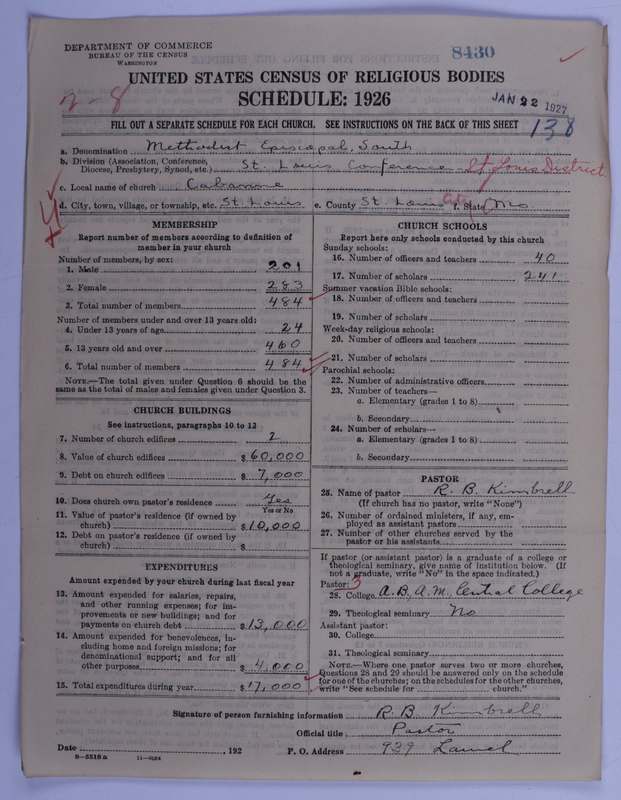 DEPARTMENT OF COMMERCE
BUREAU OF THE CENSUS
WASHINGTON
8430
UNITED STATES CENSUS OF RELIGIOUS BODIES
SCHEDULE: 1926
JAN 22 1927
FILL OUT A SEPARATE SCHEDULE FOR EACH CHURCH. SEE INSTRUCTIONS ON THE BACK OF THIS SHEET
138
a. Denomination Methodist Episcopal, South
b. Division (Association, Conference, Diocese, Presbytery, Synod, etc.) St. Louis Conference - St. Louis District.
c. Local name of church Cabanne
d. City, town, village, or township, etc. St Louis e. County St. Louis f. State Mo
MEMBERSHIP
Report number of members according to definition of member in your church
Number of members, by sex:
1. Male 201
2. Female 283
3. Total number of members 484
Number of members under and over 13 years old:
4. Under 13 years of age 24
5. 13 years old and over 460
6. Total number of members 484
NOTE.—The total given under Question 6 should be the
same as the total of males and females given under Question 3.
CHURCH BUILDINGS
See instructions, paragraphs 10 to 12
7. Number of church edifices 2
8. Value of church edifices $60,000
9. Debt on church edifices $7,000
10. Does church own pastor's residence Yes
Yes or No
11. Value of pastor's residence (if owned by
church) $10,000
12. Debt on pastor's residence (if owned by
church) $
EXPENDITURES
Amount expended by your church during last fiscal year
13. Amount expended for salaries, repairs,
and other running expenses; for im-
provements or new buildings; and for
payments on church debt $13,000
14. Amount expended for benevolences, in-
cluding home and foreign missions; for
denominational support; and for all
other purposes $4,000
15. Total expenditures during year $17,000
CHURCH SCHOOLS
Report here only schools conducted by this church
Sunday schools:
16. Number of officers and teachers 40
17. Number of scholars 241
Summer vacation Bible schools:
18. Number of officers and teachers
19. Number of scholars
Week-day religious schools:
20. Number of officers and teachers
21. Number of scholars
Parochial schools:
22. Number of administrative officers
23. Number of teachers—
a. Elementary (grades 1 to 8)
b. Secondary
24. Number of scholars—
a. Elementary (grades 1 to 8)
b. Secondary
PASTOR
25. Name of pastor R. B. Kimbrell
(If church has no pastor, write "None")
26. Number of ordained ministers, if any, em-
ployed as assistant pastors
27. Number of other churches served by the
pastor or his assistants
If pastor (or assistant pastor) is a graduate of a college or
theological seminary, give name of institution below. (If
not a graduate, write "No" in the space indicated.)
Pastor: 3
28. College A.B. A.M. Central College
29. Theological seminary No
Assistant pastor:
30. College
31. Theological seminary
NOTE.—Where one pastor serves two or more churches,
Questions 28 and 29 should be answered only on the schedule
for one of the churches; on the schedules for the other churches,
write "See schedule for church."
Signature of person furnishing information R. B. Kimbrell
Official title Pastor
Date , 192 P. O. Address 939 Laurel
8—5518a 11—9084